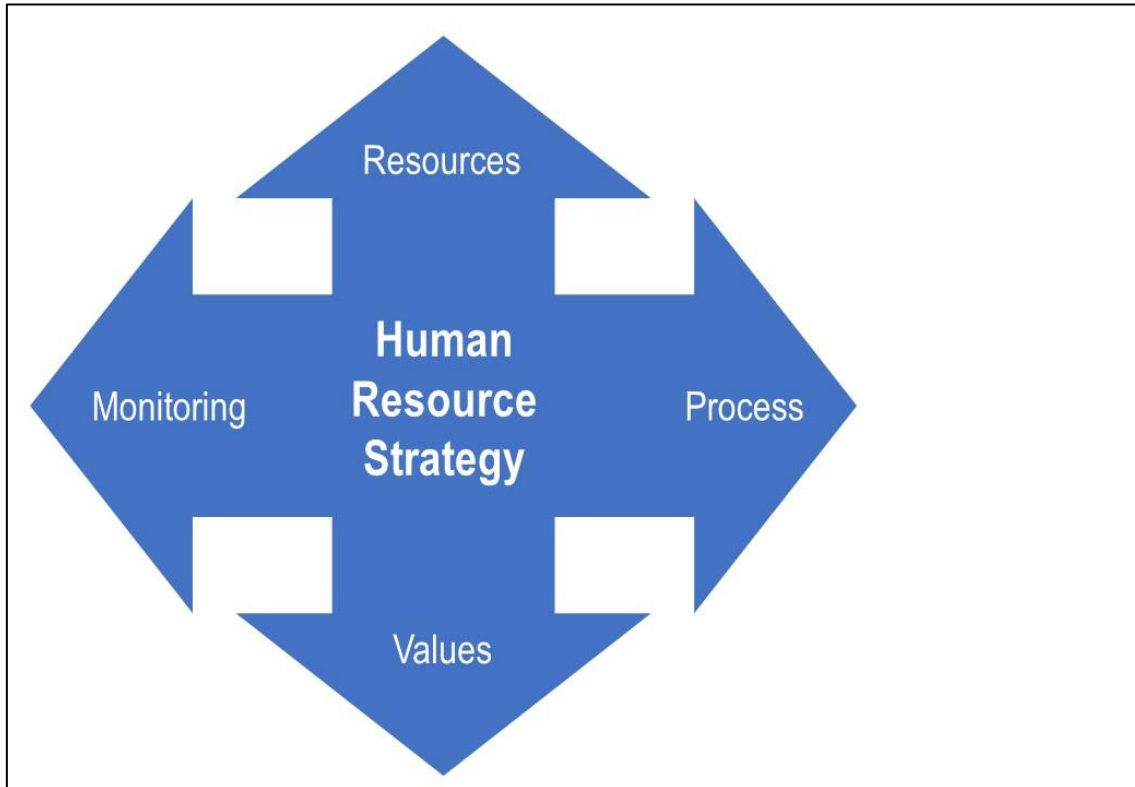 Resources
Human
Resource
Strategy
Monitoring
Process
Values